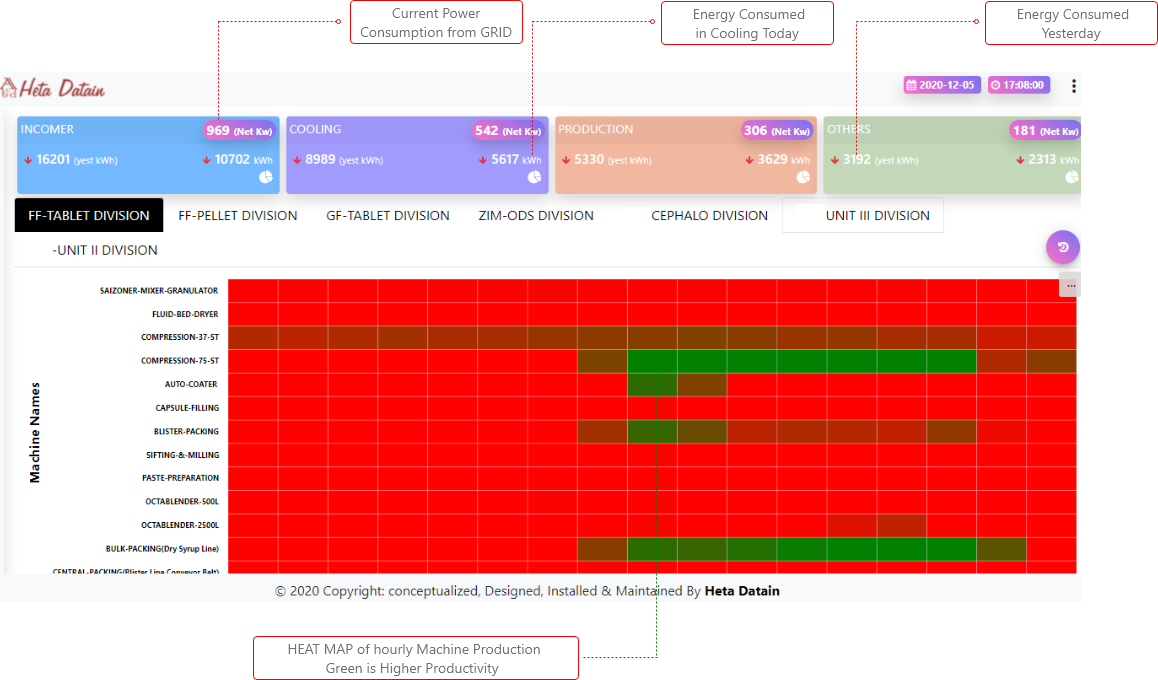 Current Power
Consumption from GRID
Energy Consumed
in Cooling Today
Energy Consumed
Yesterday
Heta Datain
2020-12-05 17:08:00
INCOMER 969 (Net Kw)
16201 (yest kWh) 10702 kWh
COOLING 542 (Net Kw)
8989 (yest kWh) 5617 kWh
PRODUCTION 306 (Net Kw)
5330 (yest kWh) 3629 kWh
OTHERS 181 (Net Kw)
3192 (yest kWh) 2313 kWh
FF-TABLET DIVISION FF-PELLET DIVISION GF-TABLET DIVISION ZIM-ODS DIVISION CEPHALO DIVISION UNIT III DIVISION
-UNIT II DIVISION
...
Machine Names
SAIZONER-MIXER-GRANULATOR
FLUID-BED-DRYER
COMPRESSION-37-ST
COMPRESSION-75-ST
AUTO-COATER
CAPSULE-FILLING
BLISTER-PACKING
SIFTING-&-MILLING
PASTE-PREPARATION
OCTABLENDER-500L
OCTABLENDER-2500L
BULK-PACKING(Dry Syrup Line)
CENTRAL-PACKING(Blister Line Conveyor Belt)
© 2020 Copyright: conceptualized, Designed, Installed & Maintained By Heta Datain
HEAT MAP of hourly Machine Production
Green is Higher Productivity